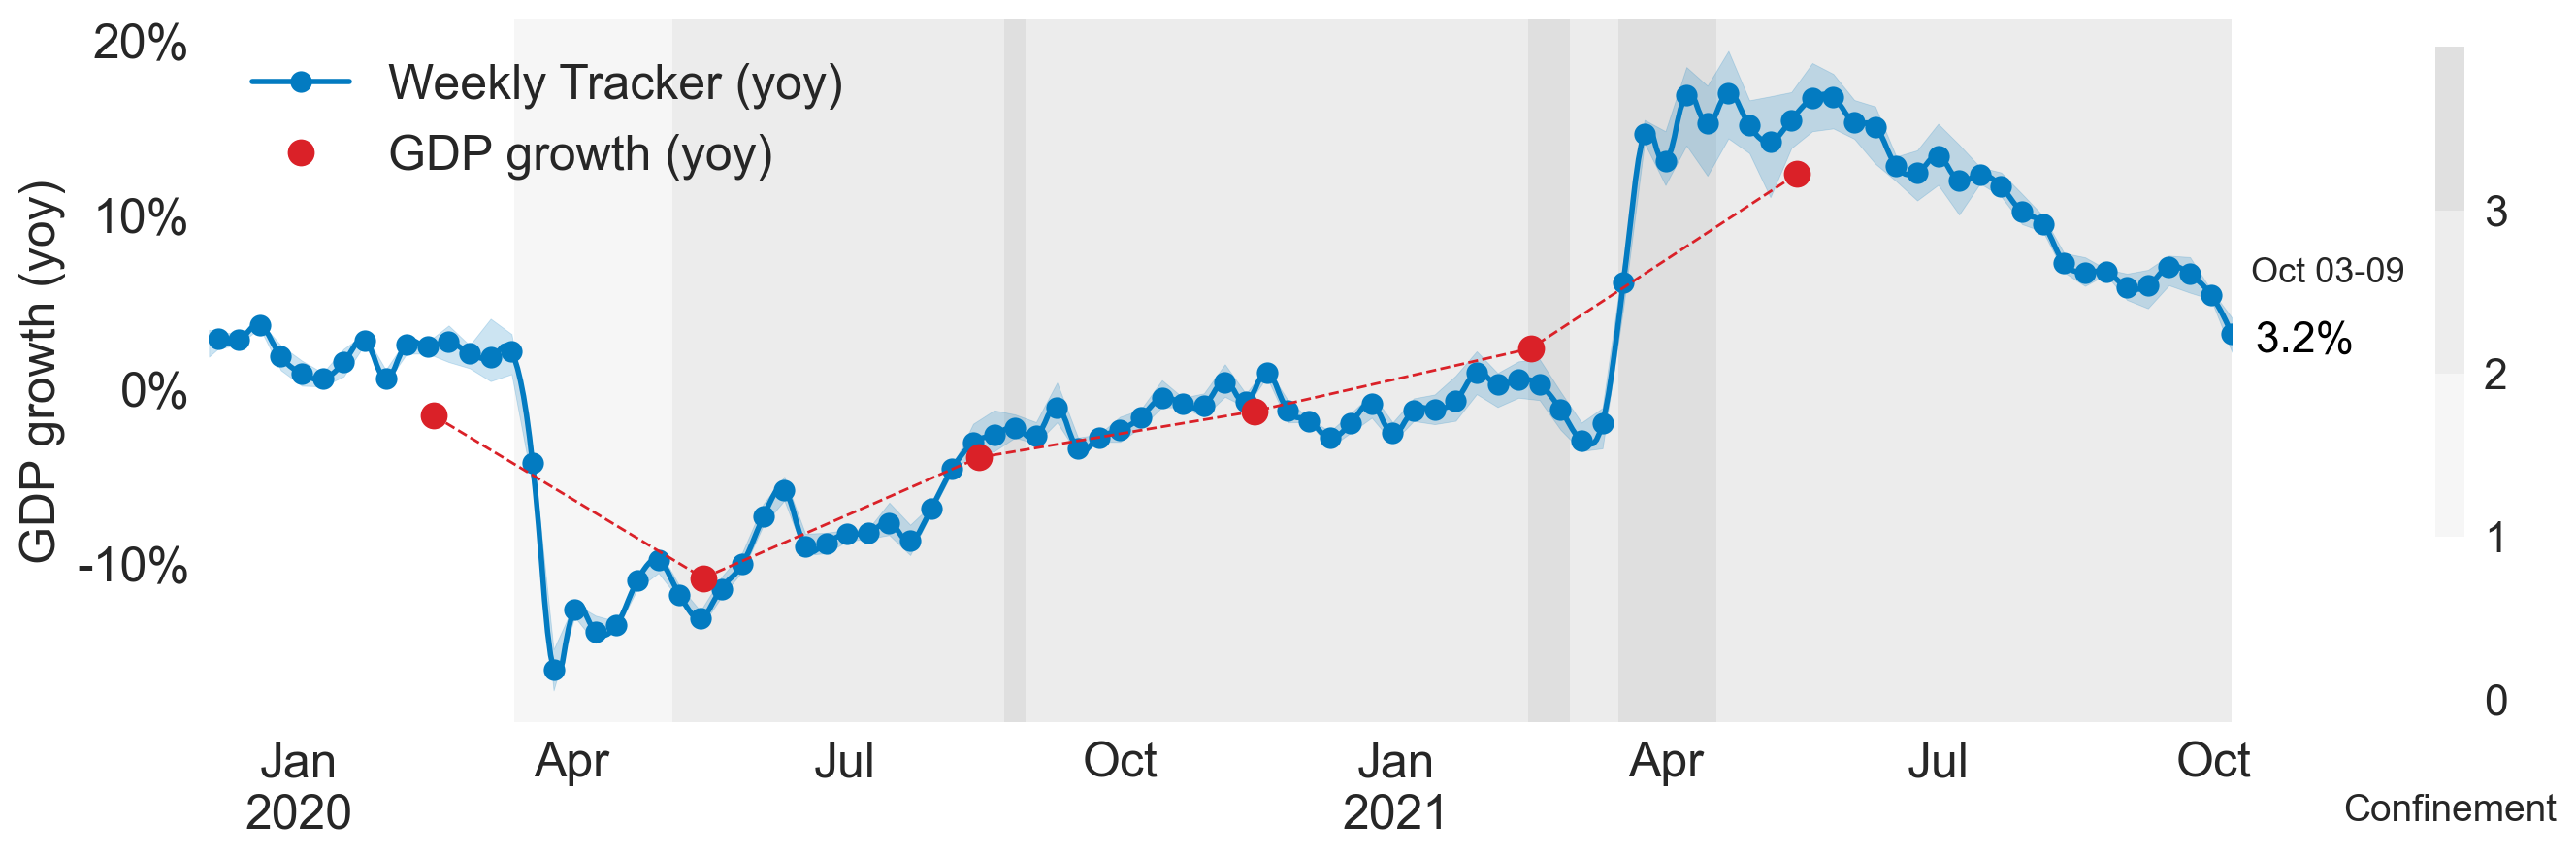 20%
10%
0%
-10%
GDP growth (yoy)
Weekly Tracker (yoy)
GDP growth (yoy)
Oct 03-09
3.2%
3
2
1
0
Confinement
Jan Apr Jul Oct Jan Apr Jul Oct
2020 2021